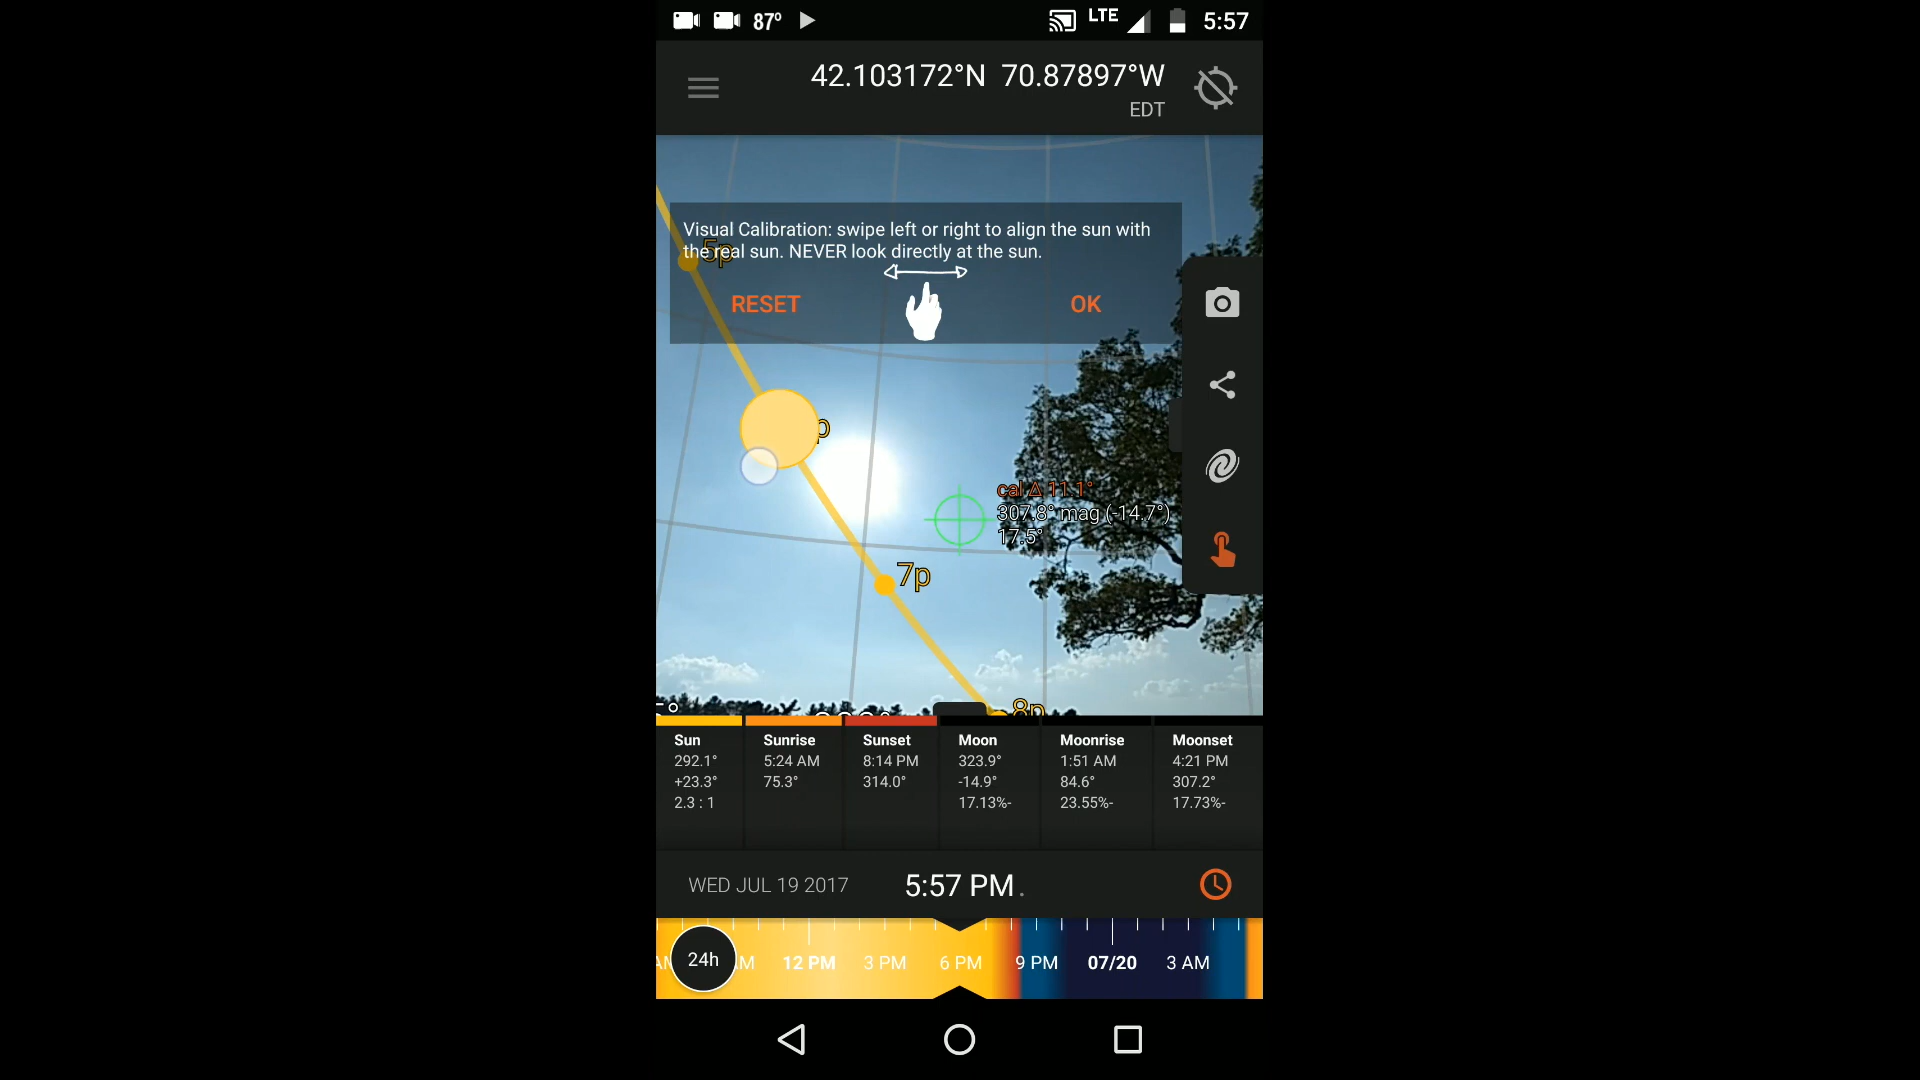 87° LTE 5:57
42.103172°N 70.87897°W
EDT
Visual Calibration: swipe left or right to align the sun with
the real sun. NEVER look directly at the sun.
5p
RESET OK
p
cal Δ 11.1°
307.8° mag (-14.7°)
17.5°
7p
8p
Sun Sunrise Sunset Moon Moonrise Moonset
292.1° 5:24 AM 8:14 PM 323.9° 1:51 AM 4:21 PM
+23.3° 75.3° 314.0° -14.9° 84.6° 307.2°
2.3 : 1 17.13%- 23.55%- 17.73%-
WED JUL 19 2017 5:57 PM.
24h 12 PM 3 PM 6 PM 9 PM 07/20 3 AM